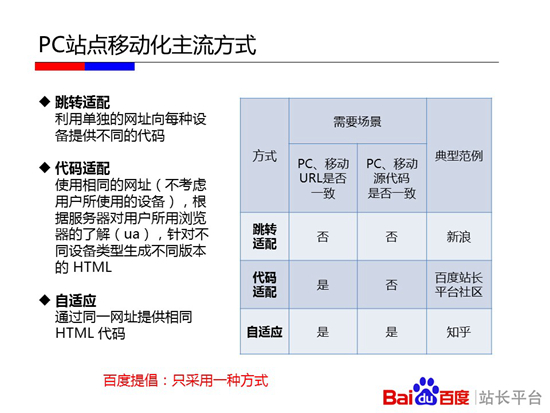 PC站点移动化主流方式
◆ 跳转适配
利用单独的网址向每种设
备提供不同的代码
◆ 代码适配
使用相同的网址（不考虑
用户所使用的设备），根
据服务器对用户所用浏览
器的了解（ua），针对不
同设备类型生成不同版本
的 HTML
◆ 自适应
通过同一网址提供相同
HTML 代码
方式
需要场景
典型范例
PC、移动
URL是否
一致
PC、移动
源代码
是否一致
跳转
适配
否
否
新浪
代码
适配
是
否
百度站长
平台社区
自适应
是
是
知乎
百度提倡：只采用一种方式
Bai du 百度 | 站长平台